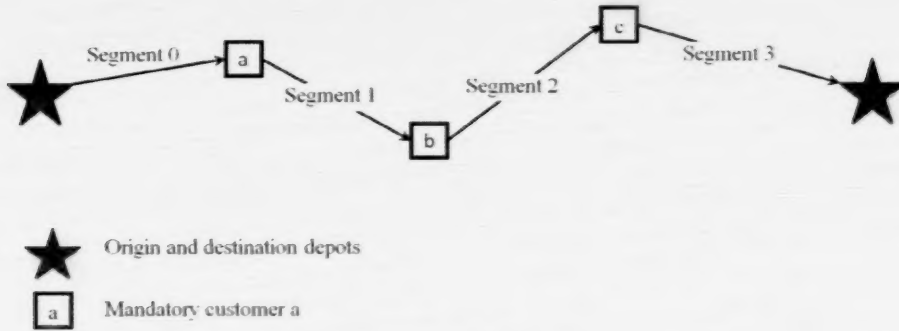 Segment 0
a
Segment 1
b
Segment 2
c
Segment 3
Origin and destination depots
a
Mandatory customer a